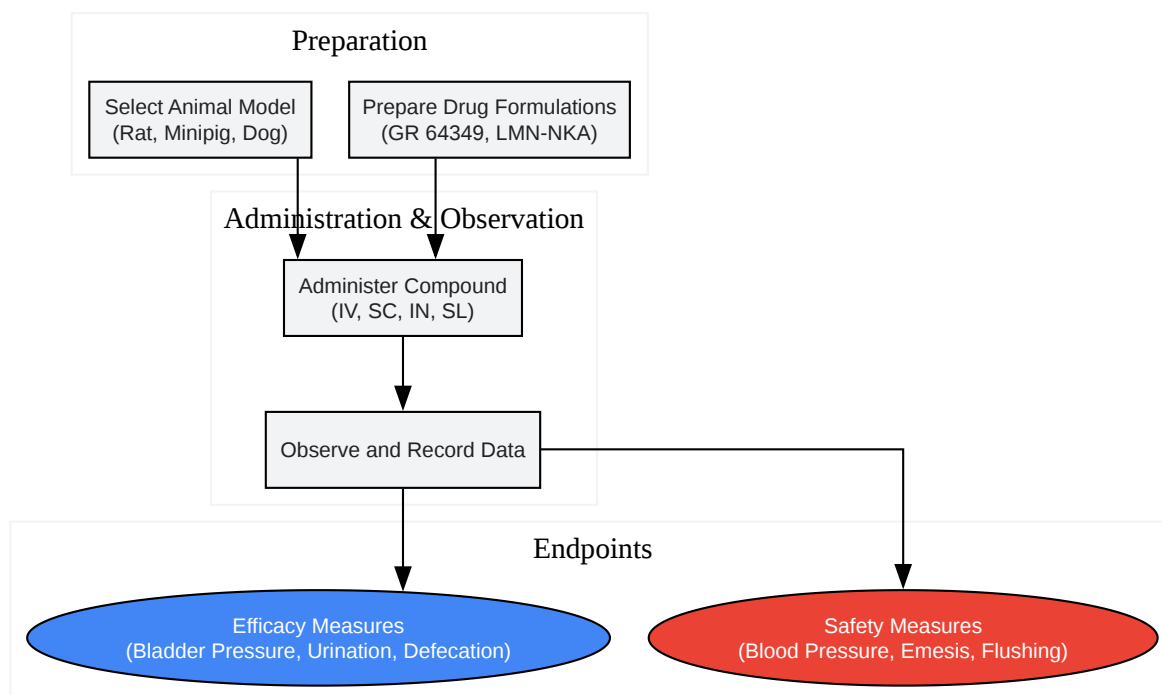 Preparation
Select Animal Model
(Rat, Minipig, Dog)
Prepare Drug Formulations
(GR 64349, LMN-NKA)
Administration & Observation
Administer Compound
(IV, SC, IN, SL)
Observe and Record Data
Endpoints
Efficacy Measures
(Bladder Pressure, Urination, Defecation)
Safety Measures
(Blood Pressure, Emesis, Flushing)